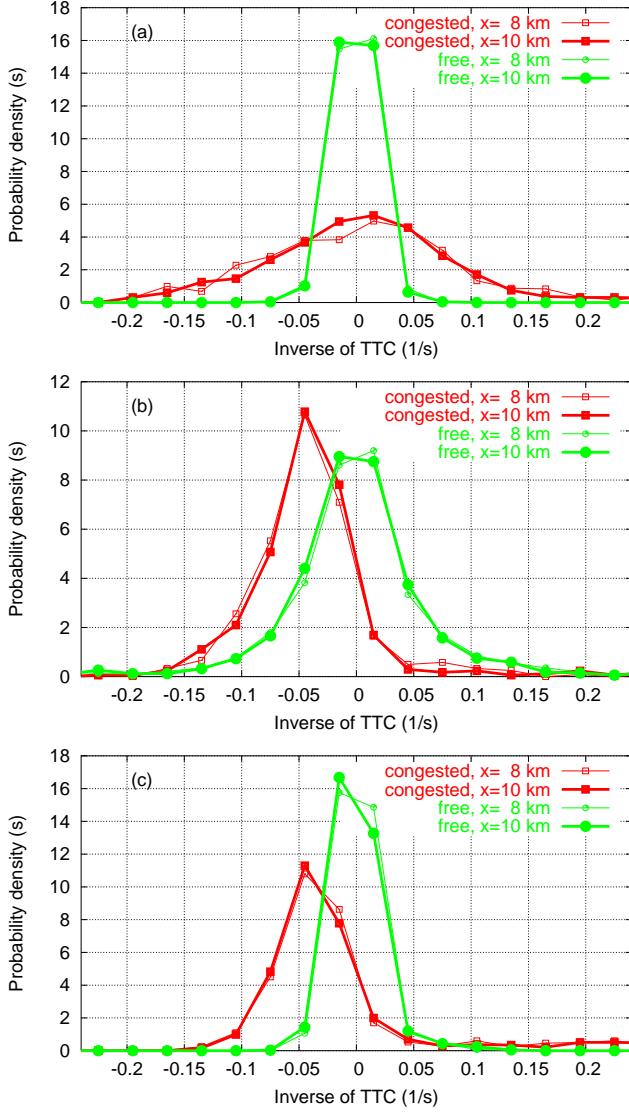 (a)
congested, x= 8 km
congested, x=10 km
free, x= 8 km
free, x=10 km
18
16
14
12
10
8
6
4
2
0
Probability density (s)
-0.2 -0.15 -0.1 -0.05 0 0.05 0.1 0.15 0.2
Inverse of TTC (1/s)
(b)
congested, x= 8 km
congested, x=10 km
free, x= 8 km
free, x=10 km
12
10
8
6
4
2
0
Probability density (s)
-0.2 -0.15 -0.1 -0.05 0 0.05 0.1 0.15 0.2
Inverse of TTC (1/s)
(c)
congested, x= 8 km
congested, x=10 km
free, x= 8 km
free, x=10 km
18
16
14
12
10
8
6
4
2
0
Probability density (s)
-0.2 -0.15 -0.1 -0.05 0 0.05 0.1 0.15 0.2
Inverse of TTC (1/s)